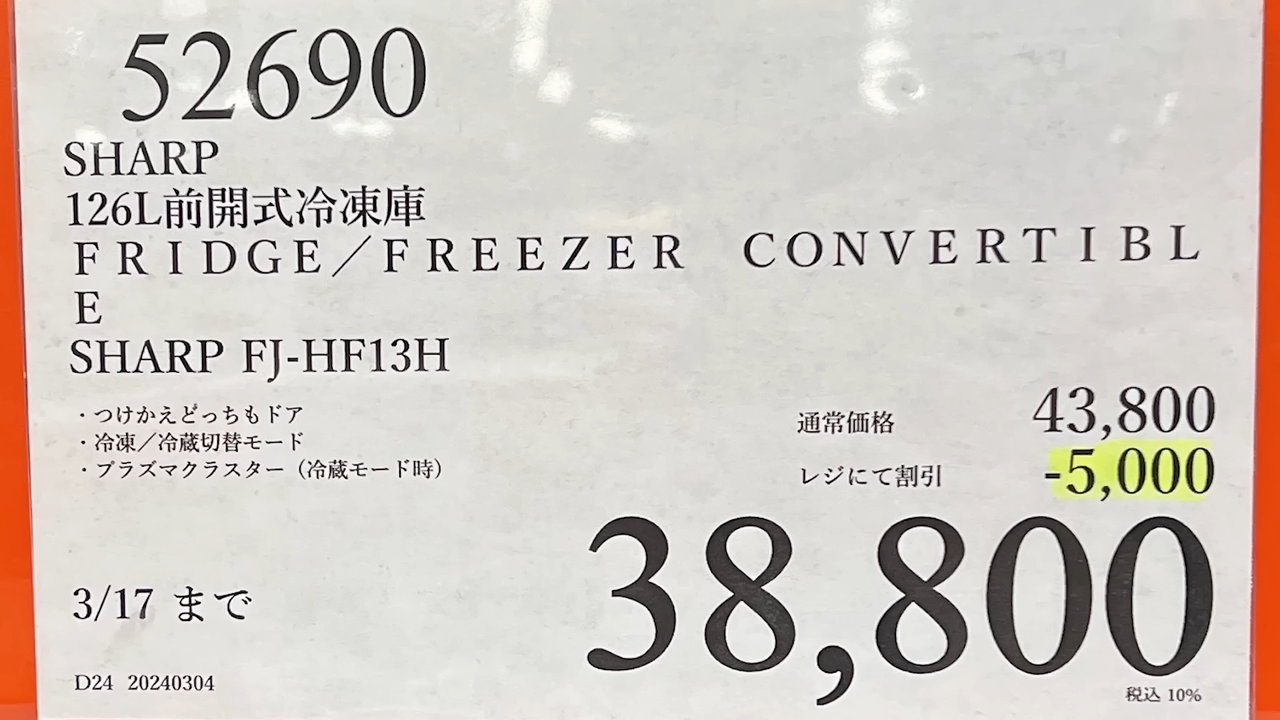 52690
SHARP
126L前開式冷凍庫
ＦＲＩＤＧＥ／ＦＲＥＥＺＥＲ　ＣＯＮＶＥＲＴＩＢＬ
Ｅ
SHARP FJ-HF13H
・つけかえどっちもドア
・冷凍／冷蔵切替モード
・プラズマクラスター（冷蔵モード時）
通常価格 43,800
レジにて割引 -5,000
38,800
3/17 まで
D24 20240304
税込 10%